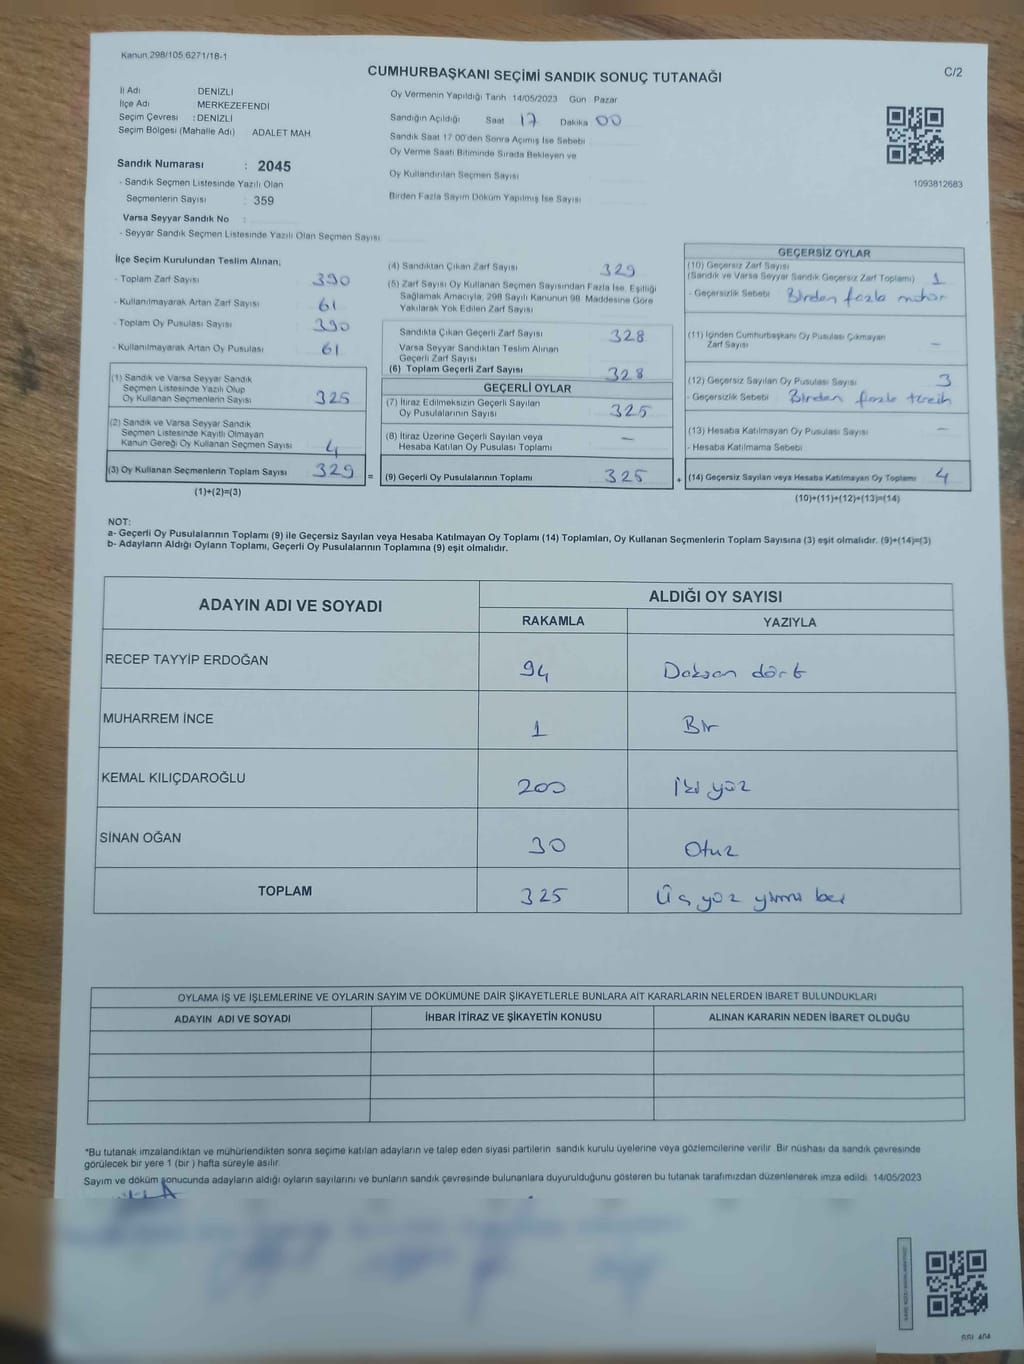 Kanun 298/105,6271/18-1
C/2
CUMHURBAŞKANI SEÇİMİ SANDIK SONUÇ TUTANAĞI
İl Adı DENİZLİ
İlçe Adı MERKEZEFENDİ
Seçim Çevresi : DENİZLİ
Seçim Bölgesi (Mahalle Adı) ADALET MAH.
Sandık Numarası : 2045
- Sandık Seçmen Listesinde Yazılı Olan
Seçmenlerin Sayısı : 359
Varsa Seyyar Sandık No :
- Seyyar Sandık Seçmen Listesinde Yazılı Olan Seçmen Sayısı
Oy Vermenin Yapıldığı Tarih 14/05/2023 Gün Pazar
Sandığın Açıldığı Saat 17 Dakika 00
Sandık Saat 17.00'den Sonra Açımış İse Sebebi
Oy Verme Saati Bitiminde Sırada Bekleyen ve
Oy Kullandırılan Seçmen Sayısı
Birden Fazla Sayım Döküm Yapılmış İse Sayısı
1093812683
İlçe Seçim Kurulundan Teslim Alınan;
- Toplam Zarf Sayısı 390
- Kullanılmayarak Artan Zarf Sayısı 61
- Toplam Oy Pusulası Sayısı 390
- Kullanılmayarak Artan Oy Pusulası 61
(1) Sandık ve Varsa Seyyar Sandık
Seçmen Listesinde Yazılı Olup
Oy Kullanan Seçmenlerin Sayısı 325
(2) Sandık ve Varsa Seyyar Sandık
Seçmen Listesinde Kayıtlı Olmayan
Kanun Gereği Oy Kullanan Seçmen Sayısı 4
(3) Oy Kullanan Seçmenlerin Toplam Sayısı 329 =
(1)+(2)=(3)
(4) Sandıktan Çıkan Zarf Sayısı 329
(5) Zarf Sayısı Oy Kullanan Seçmen Sayısından Fazla İse, Eşitliği
Sağlamak Amacıyla, 298 Sayılı Kanunun 98. Maddesine Göre
Yakılarak Yok Edilen Zarf Sayısı
Sandıkta Çıkan Geçerli Zarf Sayısı 328
Varsa Seyyar Sandıktan Teslim Alınan
Geçerli Zarf Sayısı
(6) Toplam Geçerli Zarf Sayısı 328
GEÇERLİ OYLAR
(7) İtiraz Edilmeksizin Geçerli Sayılan
Oy Pusulalarının Sayısı 325
(8) İtiraz Üzerine Geçerli Sayılan veya
Hesaba Katılan Oy Pusulası Toplamı —
(9) Geçerli Oy Pusulalarının Toplamı 325 +
GEÇERSİZ OYLAR
(10) Geçersiz Zarf Sayısı
(Sandık ve Varsa Seyyar Sandık Geçersiz Zarf Toplamı) 1
- Geçersizlik Sebebi Birden fazla mühür
(11) İçinden Cumhurbaşkanı Oy Pusulası Çıkmayan
Zarf Sayısı —
(12) Geçersiz Sayılan Oy Pusulası Sayısı 3
- Geçersizlik Sebebi Birden fazla tercih
(13) Hesaba Katılmayan Oy Pusulası Sayısı —
- Hesaba Katılmama Sebebi
(14) Geçersiz Sayılan veya Hesaba Katılmayan Oy Toplamı 4
(10)+(11)+(12)+(13)=(14)
NOT:
a- Geçerli Oy Pusulalarının Toplamı (9) ile Geçersiz Sayılan veya Hesaba Katılmayan Oy Toplamı (14) Toplamları, Oy Kullanan Seçmenlerin Toplam Sayısına (3) eşit olmalıdır. (9)+(14)=(3)
b- Adayların Aldığı Oyların Toplamı, Geçerli Oy Pusulalarının Toplamına (9) eşit olmalıdır.
ADAYIN ADI VE SOYADI
ALDIĞI OY SAYISI
RAKAMLA YAZIYLA
RECEP TAYYİP ERDOĞAN 94 Doksan dört
MUHARREM İNCE 1 Bir
KEMAL KILIÇDAROĞLU 200 İki yüz
SİNAN OĞAN 30 Otuz
TOPLAM 325 Üç yüz yirmi beş
OYLAMA İŞ VE İŞLEMLERİNE VE OYLARIN SAYIM VE DÖKÜMÜNE DAİR ŞİKAYETLERLE BUNLARA AİT KARARLARIN NELERDEN İBARET BULUNDUKLARI
ADAYIN ADI VE SOYADI İHBAR İTİRAZ VE ŞİKAYETİN KONUSU ALINAN KARARIN NEDEN İBARET OLDUĞU
*Bu tutanak imzalandıktan ve mühürlendikten sonra seçime katılan adayların ve talep eden siyasi partilerin sandık kurulu üyelerine veya gözlemcilerine verilir. Bir nüshası da sandık çevresinde
görülecek bir yere 1 (bir ) hafta süreyle asılır.
Sayım ve döküm sonucunda adayların aldığı oyların sayılarını ve bunların sandık çevresinde bulunanlara duyurulduğunu gösteren bu tutanak tarafımızdan düzenlenerek imza edildi. 14/05/2023